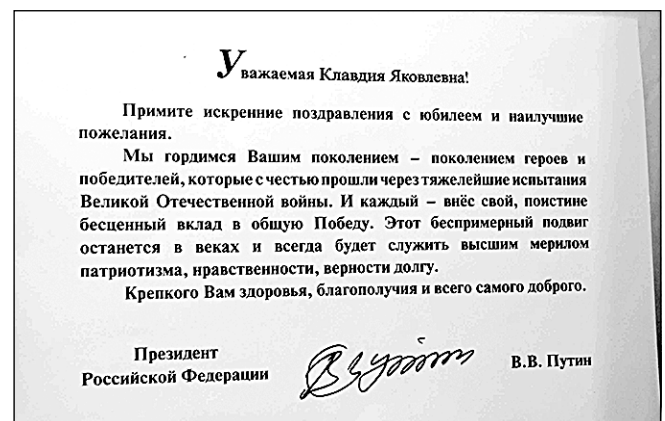 Уважаемая Клавдия Яковлевна!
Примите искренние поздравления с юбилеем и наилучшие
пожелания.
Мы гордимся Вашим поколением – поколением героев и
победителей, которые с честью прошли через тяжелейшие испытания
Великой Отечественной войны. И каждый – внёс свой, поистине
бесценный вклад в общую Победу. Этот беспримерный подвиг
останется в веках и всегда будет служить высшим мерилом
патриотизма, нравственности, верности долгу.
Крепкого Вам здоровья, благополучия и всего самого доброго.
Президент
Российской Федерации
В.В. Путин